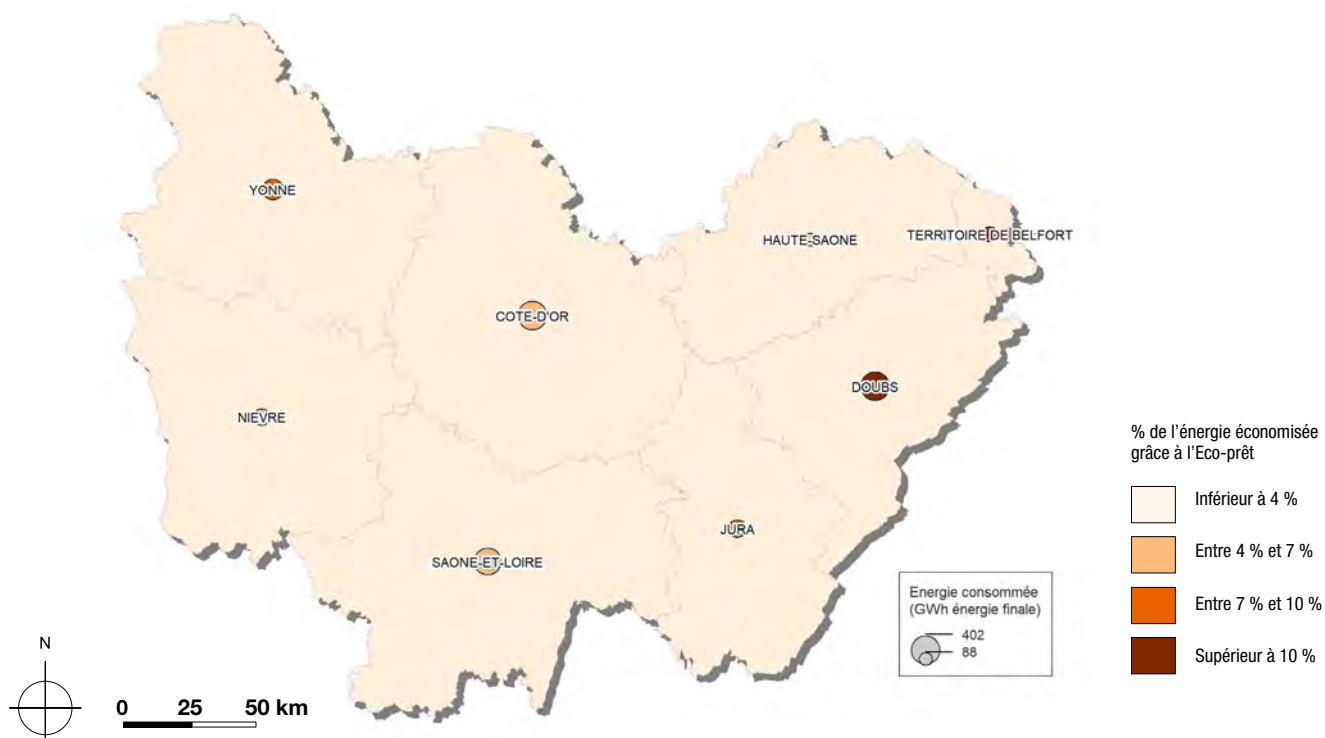 YONNE
HAUTE-SAONE
TERRITOIRE DE BELFORT
COTE-D'OR
DOUBS
NIEVRE
JURA
SAONE-ET-LOIRE
% de l'énergie économisée
grâce à l'Eco-prêt
Inférieur à 4 %
Entre 4 % et 7 %
Entre 7 % et 10 %
Supérieur à 10 %
Energie consommée
(GWh énergie finale)
402
88
N
0 25 50 km